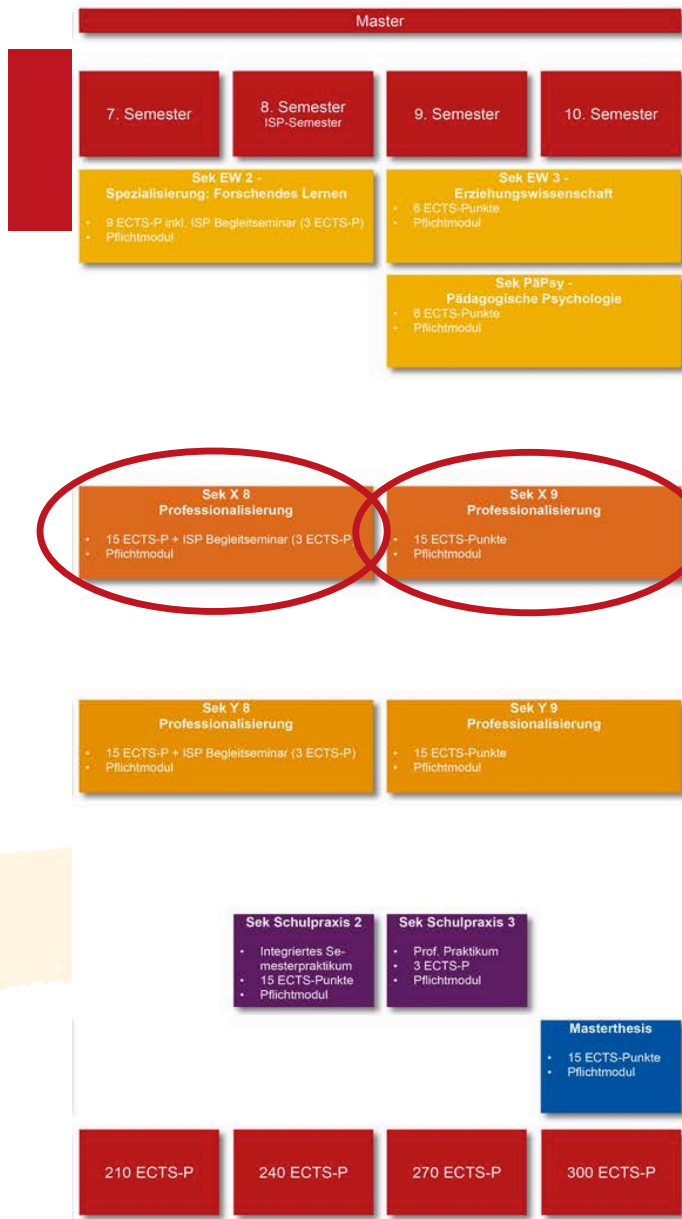 Master
7. Semester
8. Semester
ISP-Semester
9. Semester
10. Semester
Sek EW 2 -
Spezialisierung: Forschendes Lernen
• 9 ECTS-P inkl. ISP Begleitseminar (3 ECTS-P)
• Pflichtmodul
Sek EW 3 -
Erziehungswissenschaft
• 6 ECTS-Punkte
• Pflichtmodul
Sek PäPsy -
Pädagogische Psychologie
• 6 ECTS-Punkte
• Pflichtmodul
Sek X 8
Professionalisierung
• 15 ECTS-P + ISP Begleitseminar (3 ECTS-P)
• Pflichtmodul
Sek X 9
Professionalisierung
• 15 ECTS-Punkte
• Pflichtmodul
Sek Y 8
Professionalisierung
• 15 ECTS-P + ISP Begleitseminar (3 ECTS-P)
• Pflichtmodul
Sek Y 9
Professionalisierung
• 15 ECTS-Punkte
• Pflichtmodul
Sek Schulpraxis 2
• Integriertes Se-
mesterpraktikum
• 15 ECTS-Punkte
• Pflichtmodul
Sek Schulpraxis 3
• Prof. Praktikum
• 3 ECTS-P
• Pflichtmodul
Masterthesis
• 15 ECTS-Punkte
• Pflichtmodul
210 ECTS-P
240 ECTS-P
270 ECTS-P
300 ECTS-P